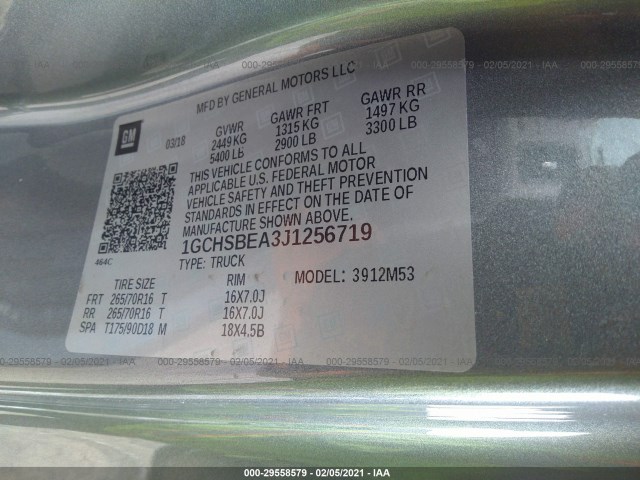 000-29558579 - 02/05/2021 - IAA
MFD BY GENERAL MOTORS LLC
GM
03/18
GVWR GAWR FRT GAWR RR
2449 KG 1315 KG 1497 KG
5400 LB 2900 LB 3300 LB
THIS VEHICLE CONFORMS TO ALL
APPLICABLE U.S. FEDERAL MOTOR
VEHICLE SAFETY AND THEFT PREVENTION
STANDARDS IN EFFECT ON THE DATE OF
MANUFACTURE SHOWN ABOVE.
1GCHSBEA3J1256719
464C
TYPE: TRUCK
MODEL: 3912M53
TIRE SIZE RIM
FRT 265/70R16 T 16X7.0J
RR 265/70R16 T 16X7.0J
SPA T175/90D18 M 18X4.5B
000-29558579 - 02/05/2021 - IAA
000-29558579 - 02/05/2021 - IAA